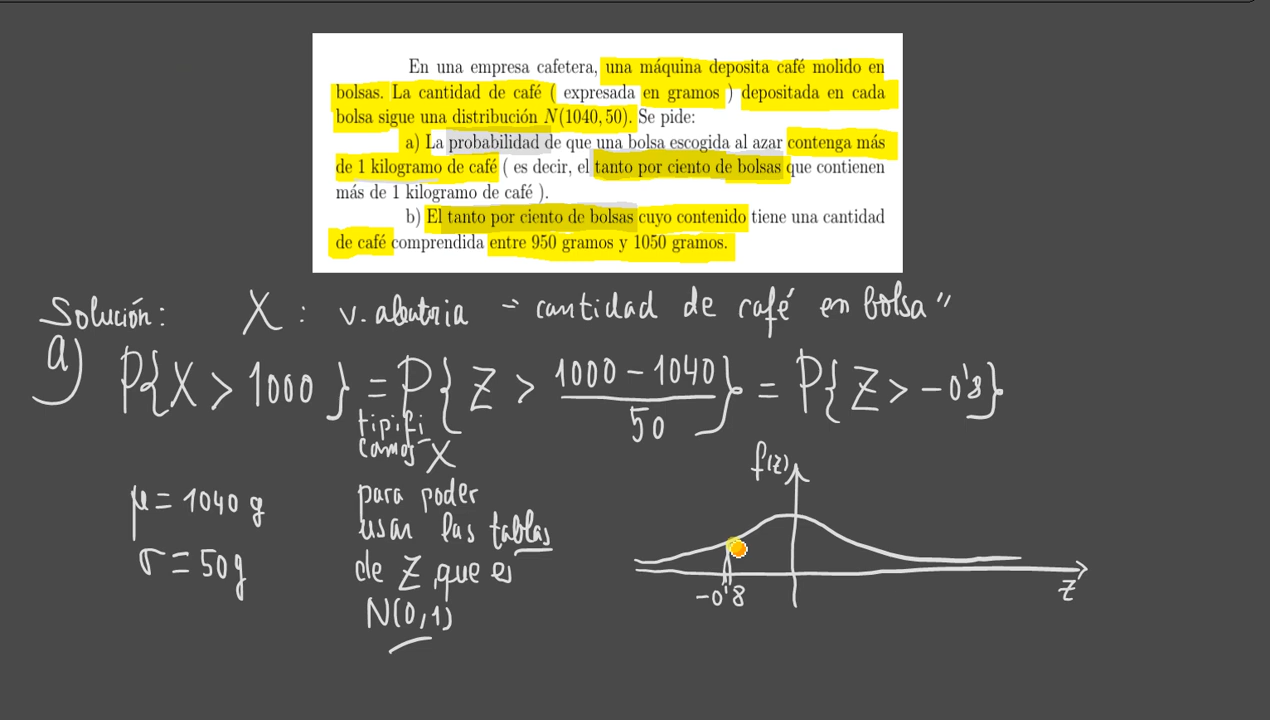 En una empresa cafetera, una máquina deposita café molido en
bolsas. La cantidad de café ( expresada en gramos ) depositada en cada
bolsa sigue una distribución N(1040, 50). Se pide:
a) La probabilidad de que una bolsa escogida al azar contenga más
de 1 kilogramo de café ( es decir, el tanto por ciento de bolsas que contienen
más de 1 kilogramo de café ).
b) El tanto por ciento de bolsas cuyo contenido tiene una cantidad
de café comprendida entre 950 gramos y 1050 gramos.
Solución: X : v. aleatoria = cantidad de café en bolsa"
a) P{X > 1000} = P{Z > (1000 - 1040)/50} = P{Z > -0'8}
tipifi-
camos X
para poder
usar las tablas
de Z que es
N(0,1)
μ = 1040 g
σ = 50g
f(z)
-0'8
Z